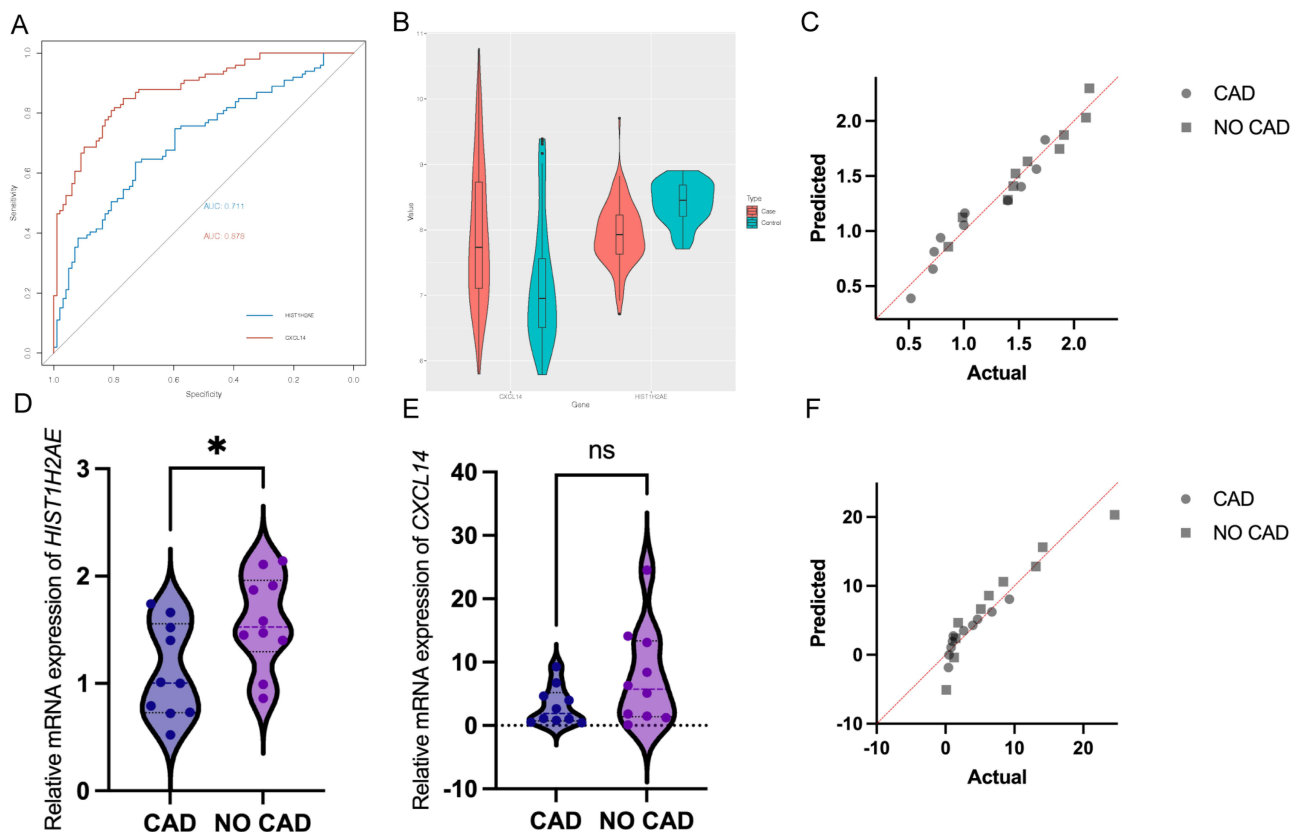 A
1.0
0.8
0.6
0.4
0.2
0.0
Sensitivity
AUC: 0.711
AUC: 0.878
HIST1H2AE
CXCL14
1.0
0.8
0.6
0.4
0.2
0.0
Specificity
B
11
10
9
8
7
6
Value
Type
Case
Control
CXCL14
HIST1H2AE
Gene
C
2.0
1.5
1.0
0.5
Predicted
0.5
1.0
1.5
2.0
Actual
CAD
NO CAD
D
Relative mRNA expression of HIST1H2AE
3
2
1
0
*
CAD
NO CAD
E
Relative mRNA expression of CXCL14
40
30
20
10
0
-10
ns
CAD
NO CAD
F
20
10
0
-10
Predicted
-10
0
10
20
Actual
CAD
NO CAD